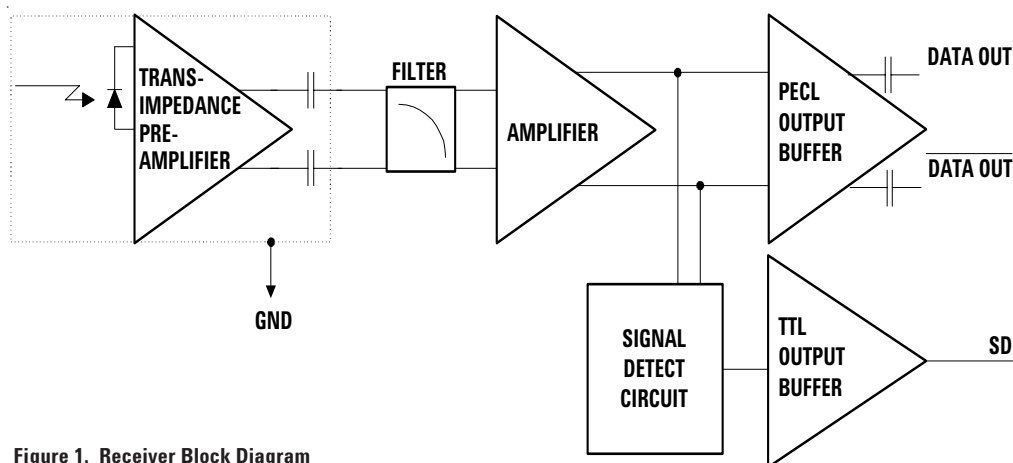 TRANS-
IMPEDANCE
PRE-
AMPLIFIER
FILTER
AMPLIFIER
PECL
OUTPUT
BUFFER
DATA OUT
DATA OUT
GND
SIGNAL
DETECT
CIRCUIT
TTL
OUTPUT
BUFFER
SD
Figure 1. Receiver Block Diagram